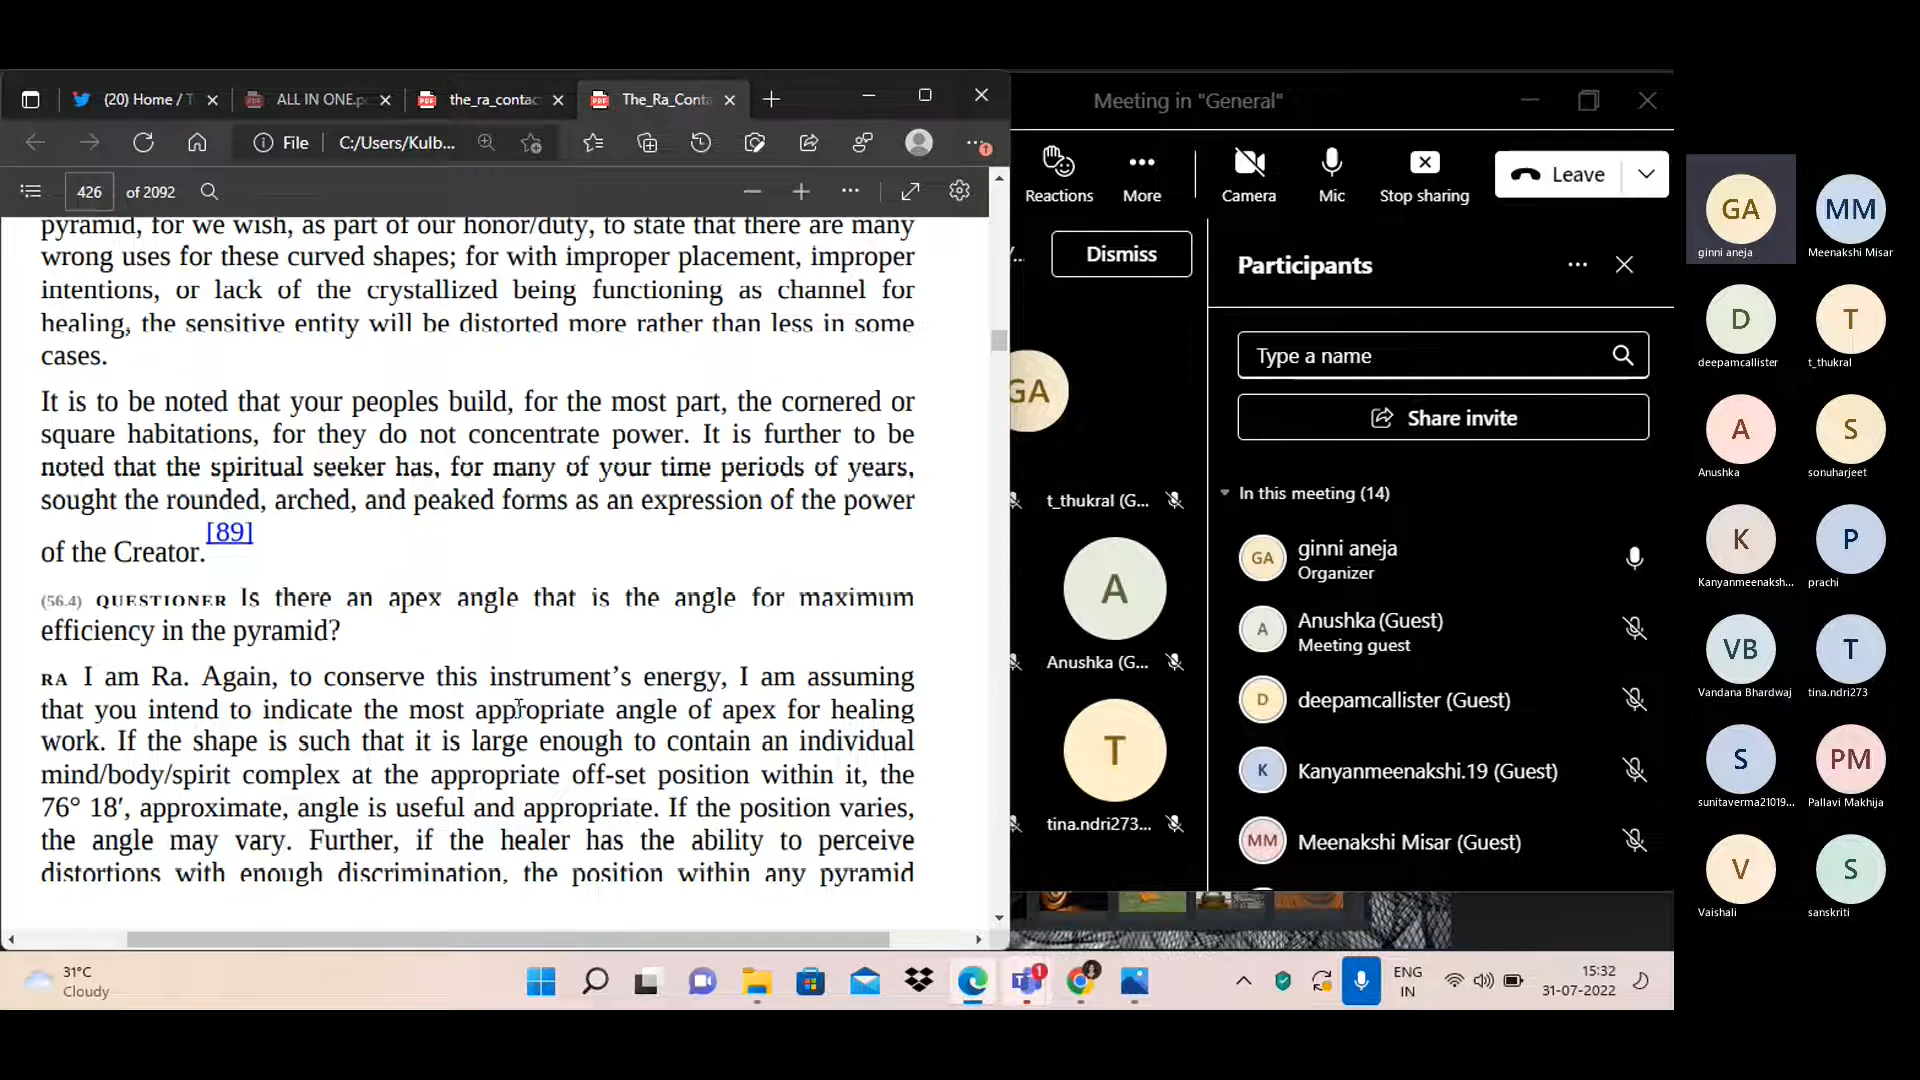 (20) Home / T
ALL IN ONE.p
the_ra_contac
The_Ra_Conta
File
C:/Users/Kulb...
426 of 2092
pyramid, for we wish, as part of our honor/duty, to state that there are many
wrong uses for these curved shapes; for with improper placement, improper
intentions, or lack of the crystallized being functioning as channel for
healing, the sensitive entity will be distorted more rather than less in some
cases.
It is to be noted that your peoples build, for the most part, the cornered or
square habitations, for they do not concentrate power. It is further to be
noted that the spiritual seeker has, for many of your time periods of years,
sought the rounded, arched, and peaked forms as an expression of the power
of the Creator.[89]
(56.4) QUESTIONER Is there an apex angle that is the angle for maximum
efficiency in the pyramid?
RA I am Ra. Again, to conserve this instrument's energy, I am assuming
that you intend to indicate the most appropriate angle of apex for healing
work. If the shape is such that it is large enough to contain an individual
mind/body/spirit complex at the appropriate off-set position within it, the
76° 18′, approximate, angle is useful and appropriate. If the position varies,
the angle may vary. Further, if the healer has the ability to perceive
distortions with enough discrimination, the position within any pyramid
Meeting in "General"
Reactions
More
Camera
Mic
Stop sharing
Leave
Dismiss
GA
t_thukral (G...
A
Anushka (G...
T
tina.ndri273...
Participants
Type a name
Share invite
In this meeting (14)
GA
ginni aneja
Organizer
A
Anushka (Guest)
Meeting guest
D
deepamcallister (Guest)
K
Kanyanmeenakshi.19 (Guest)
MM
Meenakshi Misar (Guest)
GA
ginni aneja
MM
Meenakshi Misar
D
deepamcallister
T
t_thukral
A
Anushka
S
sonuharjeet
K
Kanyanmeenaksh...
P
prachi
VB
Vandana Bhardwaj
T
tina.ndri273
S
sunitaverma21019...
PM
Pallavi Makhija
V
Vaishali
S
sanskriti
31°C
Cloudy
1
ENG
IN
15:32
31-07-2022